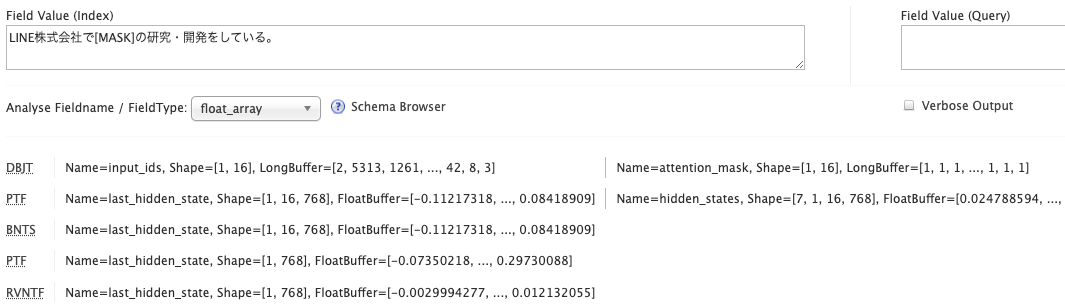 Field Value (Index)
Field Value (Query)
LINE株式会社で[MASK]の研究・開発をしている。
Analyse Fieldname / FieldType: float_array ? Schema Browser
Verbose Output
DBJT Name=input_ids, Shape=[1, 16], LongBuffer=[2, 5313, 1261, ..., 42, 8, 3] Name=attention_mask, Shape=[1, 16], LongBuffer=[1, 1, 1, ..., 1, 1, 1]
PTF Name=last_hidden_state, Shape=[1, 16, 768], FloatBuffer=[-0.11217318, ..., 0.08418909] Name=hidden_states, Shape=[7, 1, 16, 768], FloatBuffer=[0.024788594, ...,
BNTS Name=last_hidden_state, Shape=[1, 16, 768], FloatBuffer=[-0.11217318, ..., 0.08418909]
PTF Name=last_hidden_state, Shape=[1, 768], FloatBuffer=[-0.07350218, ..., 0.29730088]
RVNTF Name=last_hidden_state, Shape=[1, 768], FloatBuffer=[-0.0029994277, ..., 0.012132055]